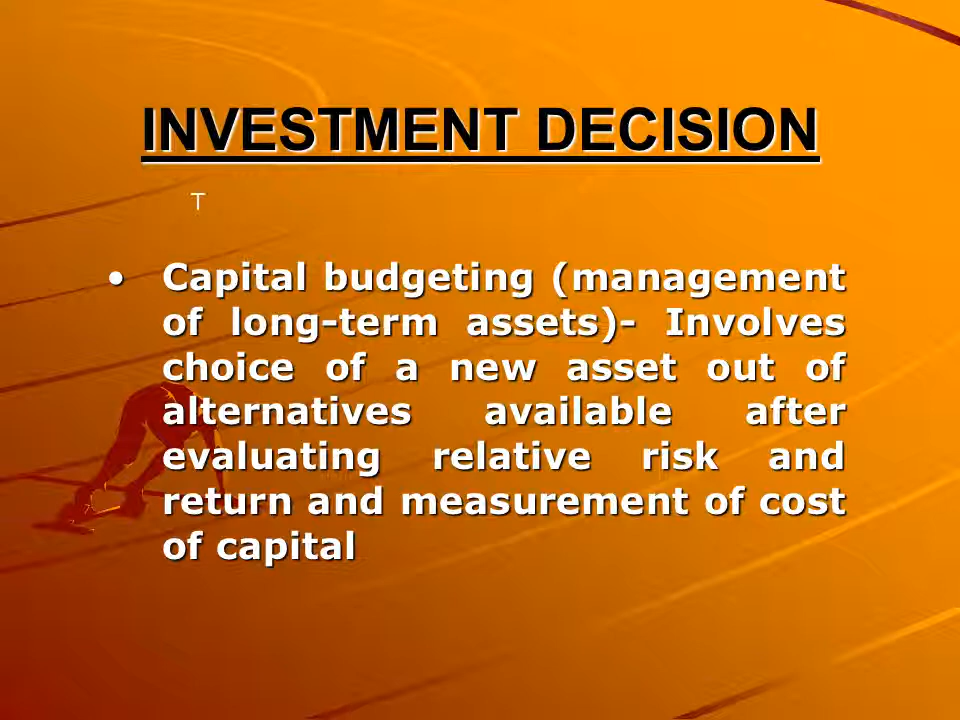 INVESTMENT DECISION
T
• Capital budgeting (management
of long-term assets)- Involves
choice of a new asset out of
alternatives available after
evaluating relative risk and
return and measurement of cost
of capital